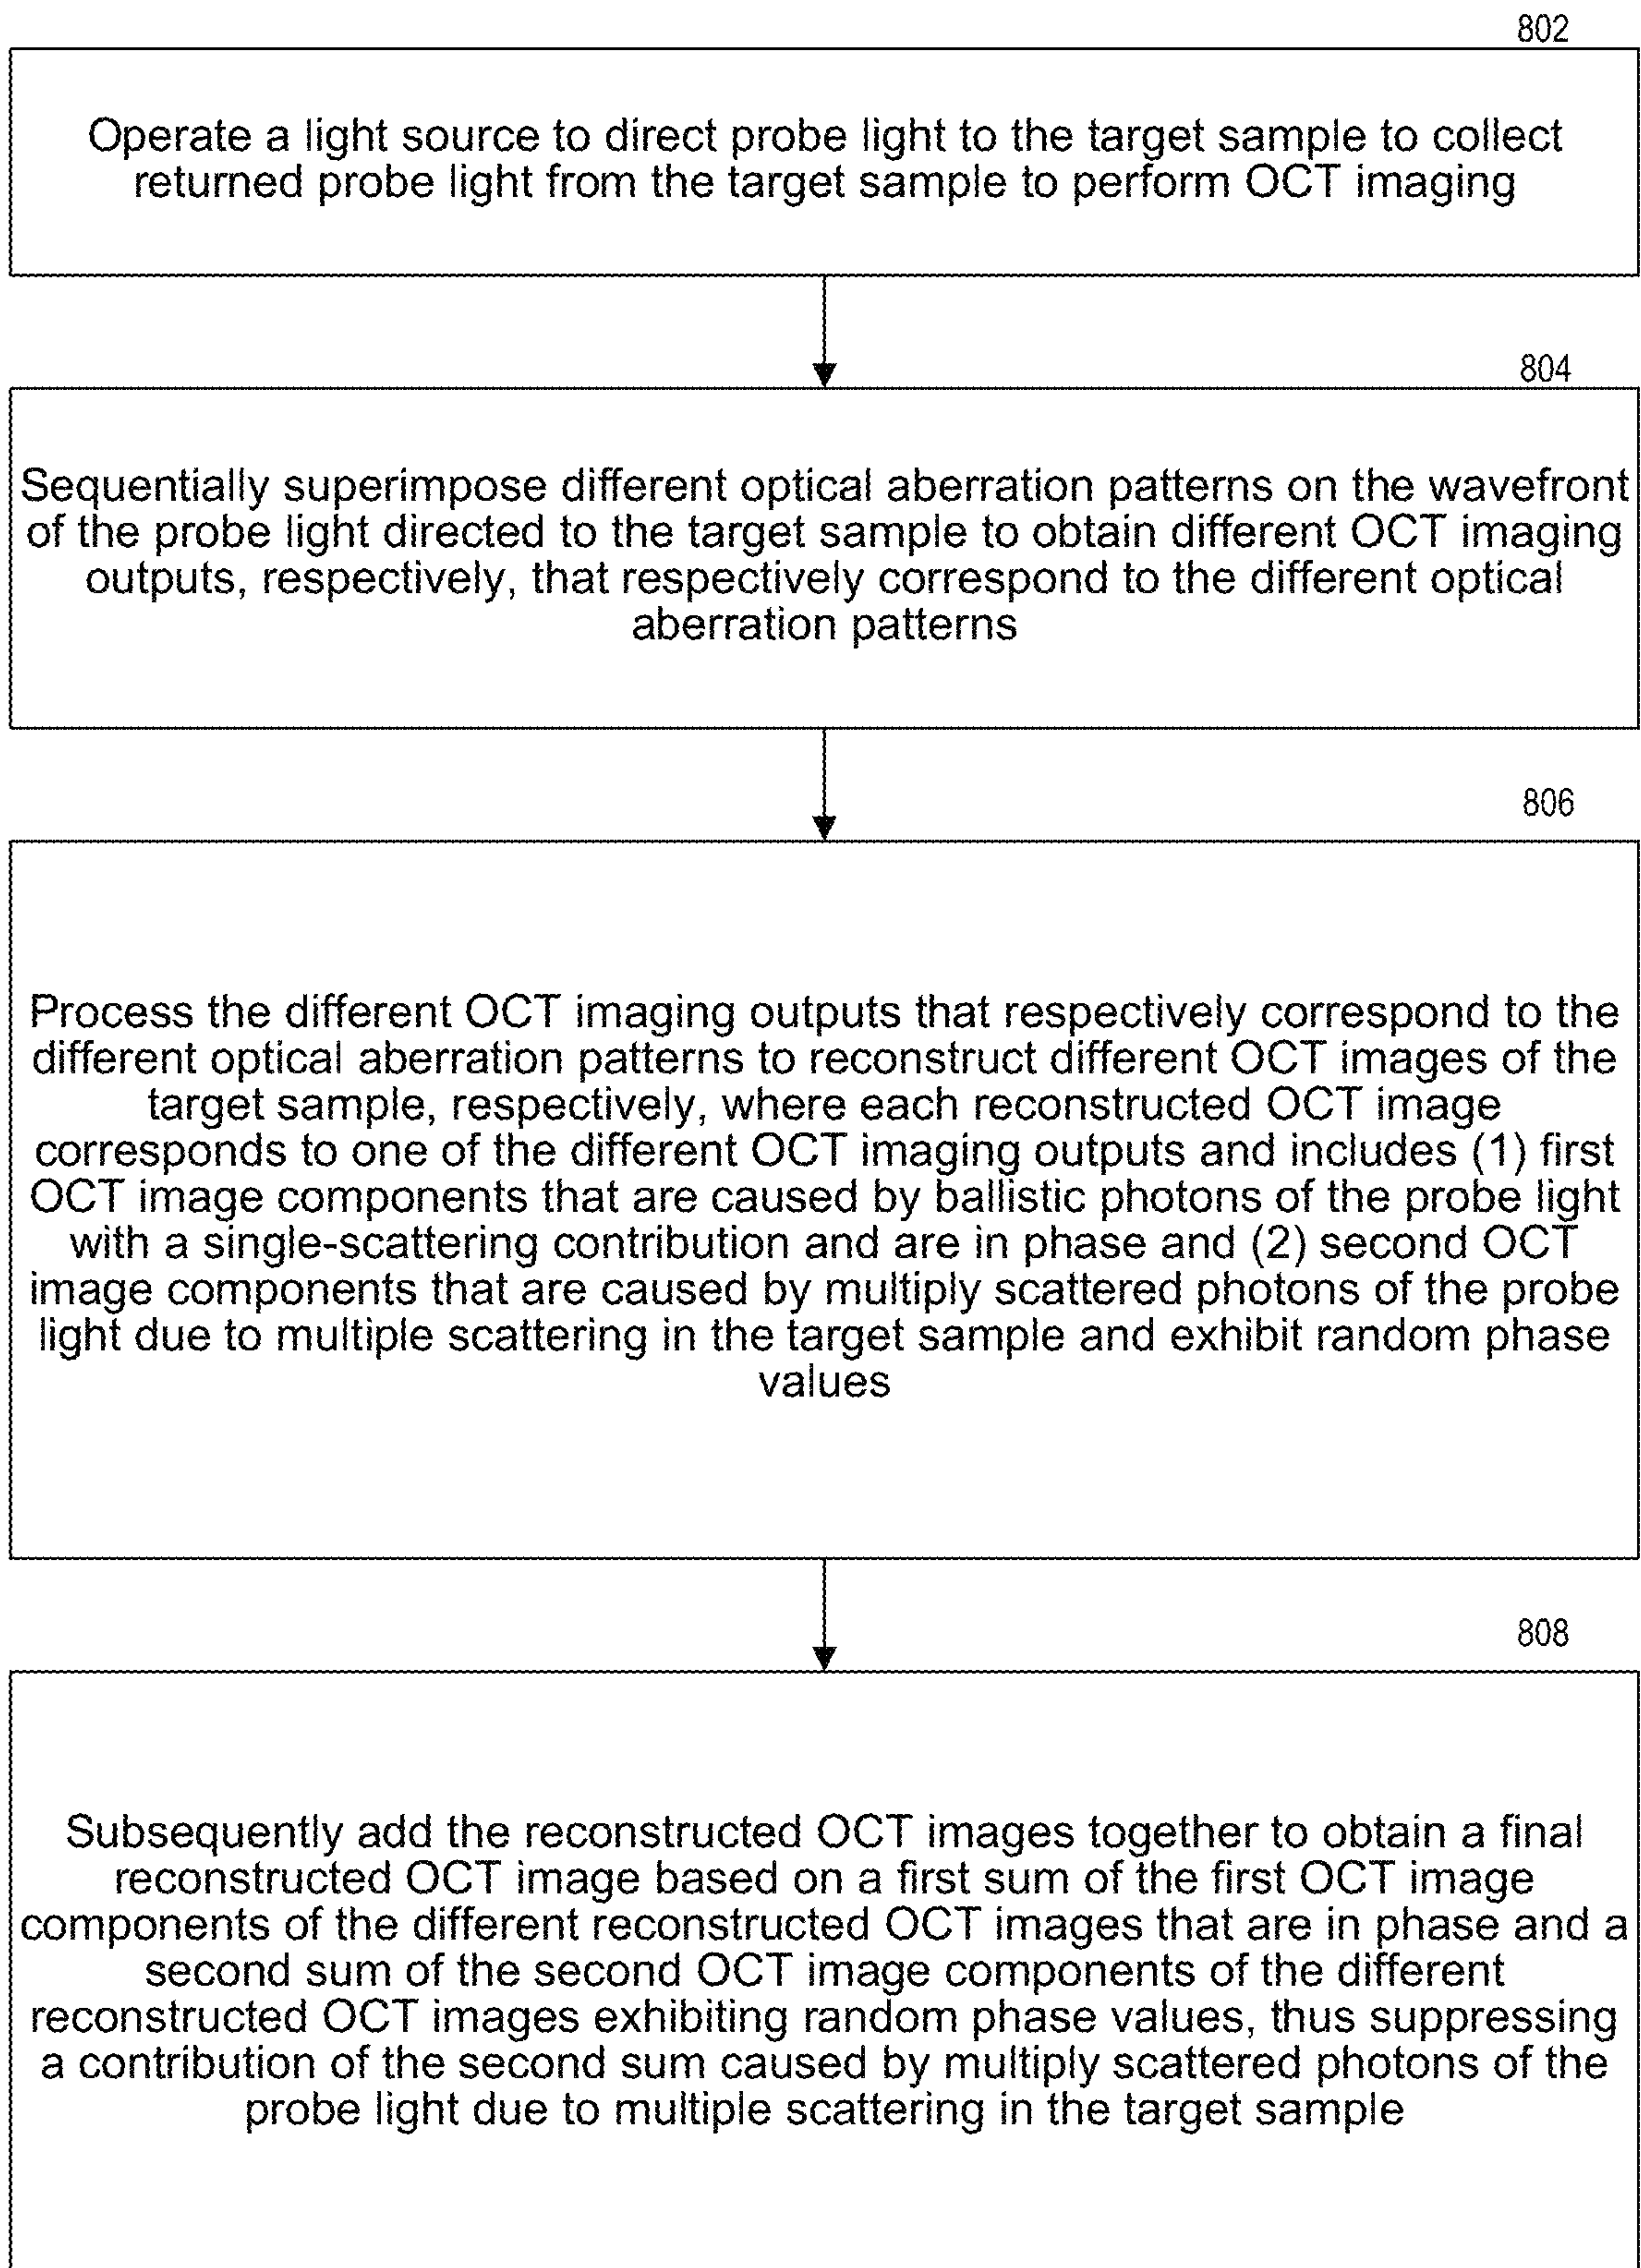 802
Operate a light source to direct probe light to the target sample to collect
returned probe light from the target sample to perform OCT imaging
804
Sequentially superimpose different optical aberration patterns on the wavefront
of the probe light directed to the target sample to obtain different OCT imaging
outputs, respectively, that respectively correspond to the different optical
aberration patterns
806
Process the different OCT imaging outputs that respectively correspond to the
different optical aberration patterns to reconstruct different OCT images of the
target sample, respectively, where each reconstructed OCT image
corresponds to one of the different OCT imaging outputs and includes (1) first
OCT image components that are caused by ballistic photons of the probe light
with a single-scattering contribution and are in phase and (2) second OCT
image components that are caused by multiply scattered photons of the probe
light due to multiple scattering in the target sample and exhibit random phase
values
808
Subsequently add the reconstructed OCT images together to obtain a final
reconstructed OCT image based on a first sum of the first OCT image
components of the different reconstructed OCT images that are in phase and a
second sum of the second OCT image components of the different
reconstructed OCT images exhibiting random phase values, thus suppressing
a contribution of the second sum caused by multiply scattered photons of the
probe light due to multiple scattering in the target sample